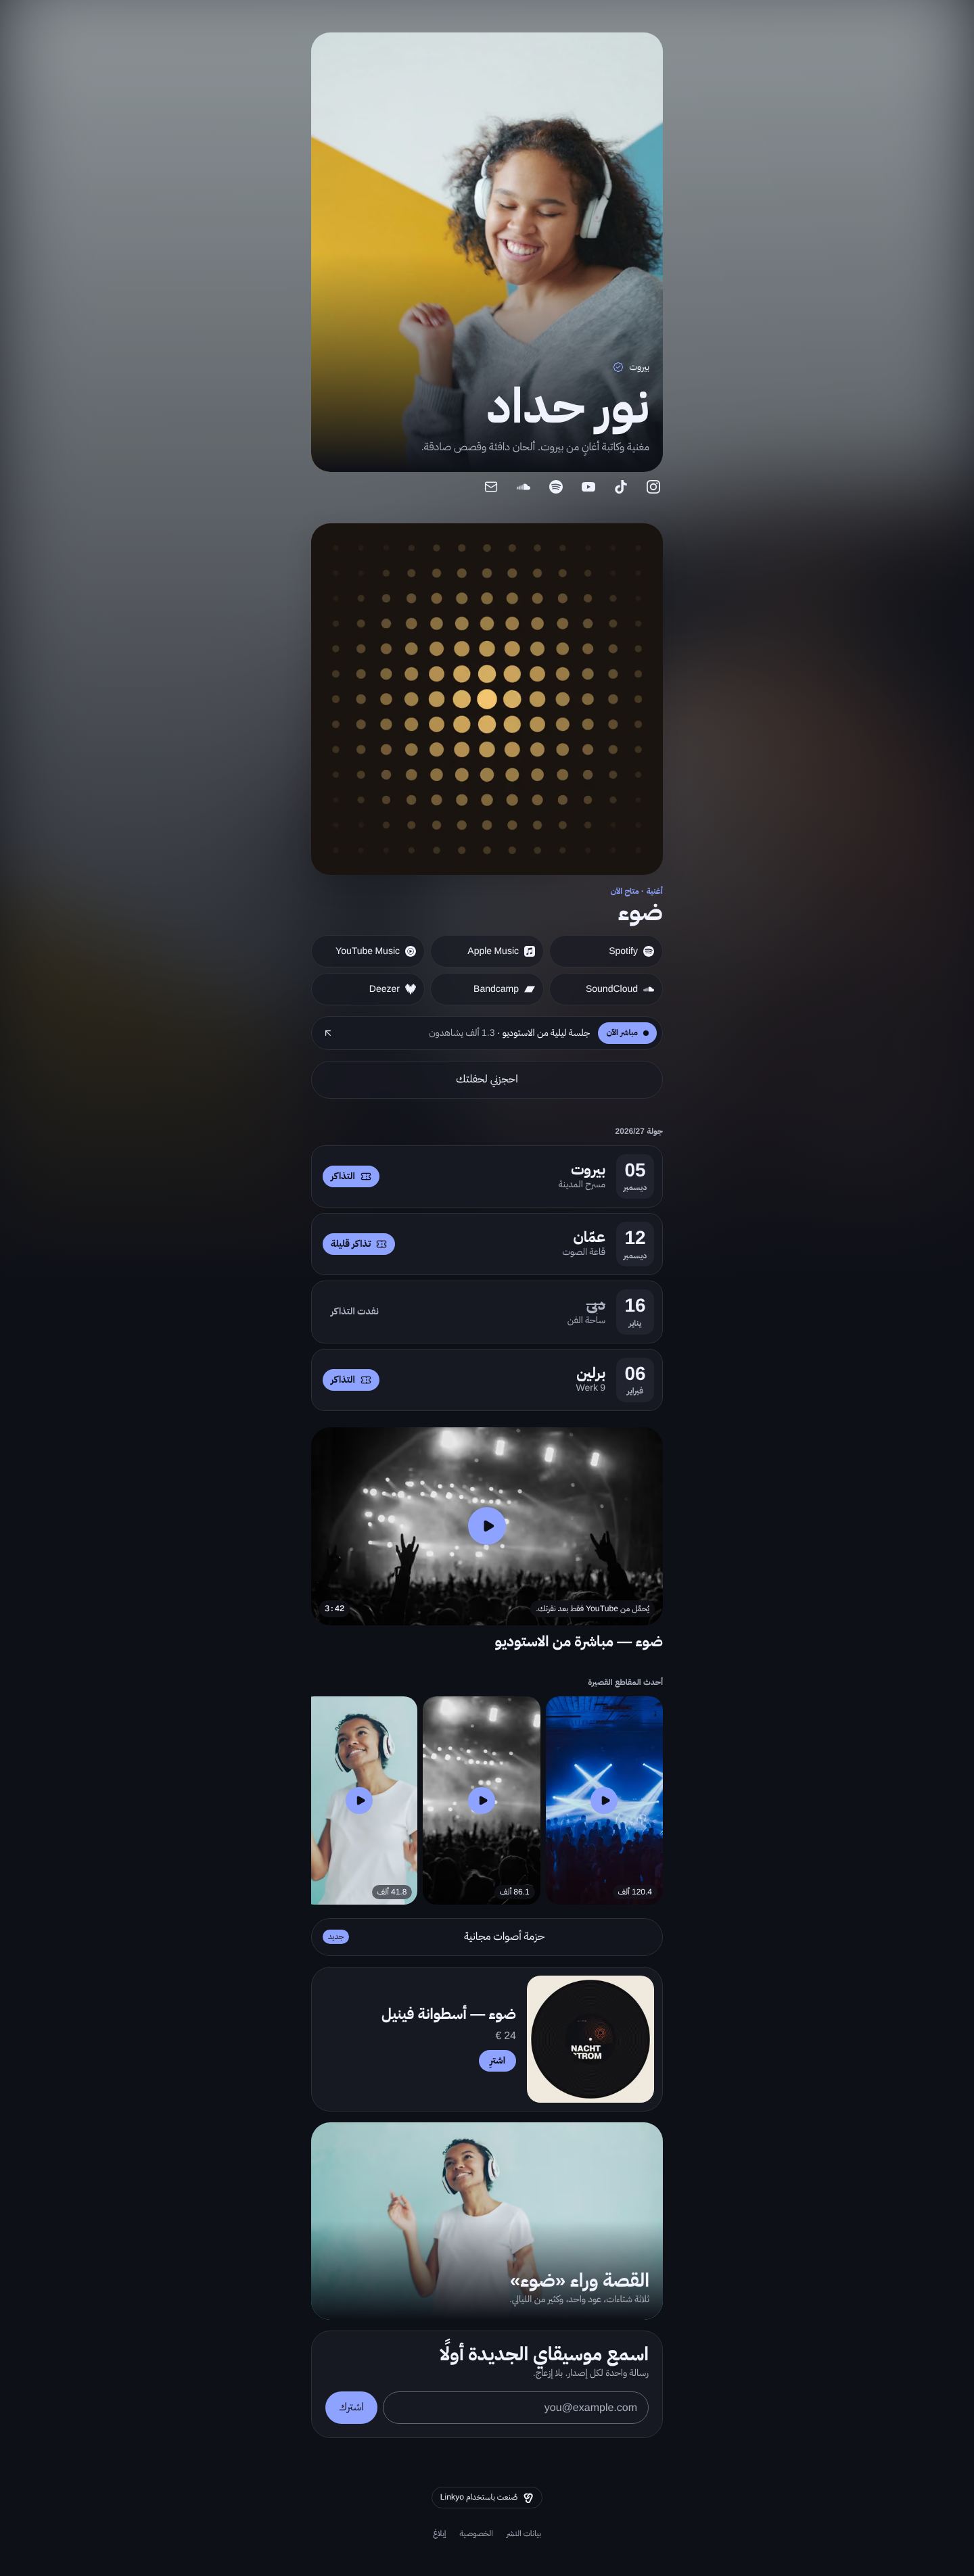 بيروت
نور حداد
مغنية وكاتبة أغانٍ من بيروت. ألحان دافئة وقصص صادقة.
أغنية · متاح الآن
ضوء
Spotify
Apple Music
YouTube Music
SoundCloud
Bandcamp
Deezer
مباشر الآن
جلسة ليلية من الاستوديو · 1.3 ألف يشاهدون
احجزني لحفلتك
جولة 2026/27
05
ديسمبر
بيروت
مسرح المدينة
التذاكر
12
ديسمبر
عمّان
قاعة الصوت
تذاكر قليلة
16
يناير
دبي
ساحة الفن
نفدت التذاكر
06
فبراير
برلين
Werk 9
التذاكر
يُحمَّل من YouTube فقط بعد نقرتك.
3:42
ضوء — مباشرة من الاستوديو
أحدث المقاطع القصيرة
120.4 ألف
86.1 ألف
41.8 ألف
حزمة أصوات مجانية
جديد
NACHT
STROM
ضوء — أسطوانة فينيل
24 €
اشترِ
القصة وراء «ضوء»
ثلاثة شتاءات، عود واحد، وكثير من الليالي.
اسمع موسيقاي الجديدة أولًا
رسالة واحدة لكل إصدار. بلا إزعاج.
you@example.com
اشترك
صُنعت باستخدام Linkyo
بيانات النشر
الخصوصية
إبلاغ